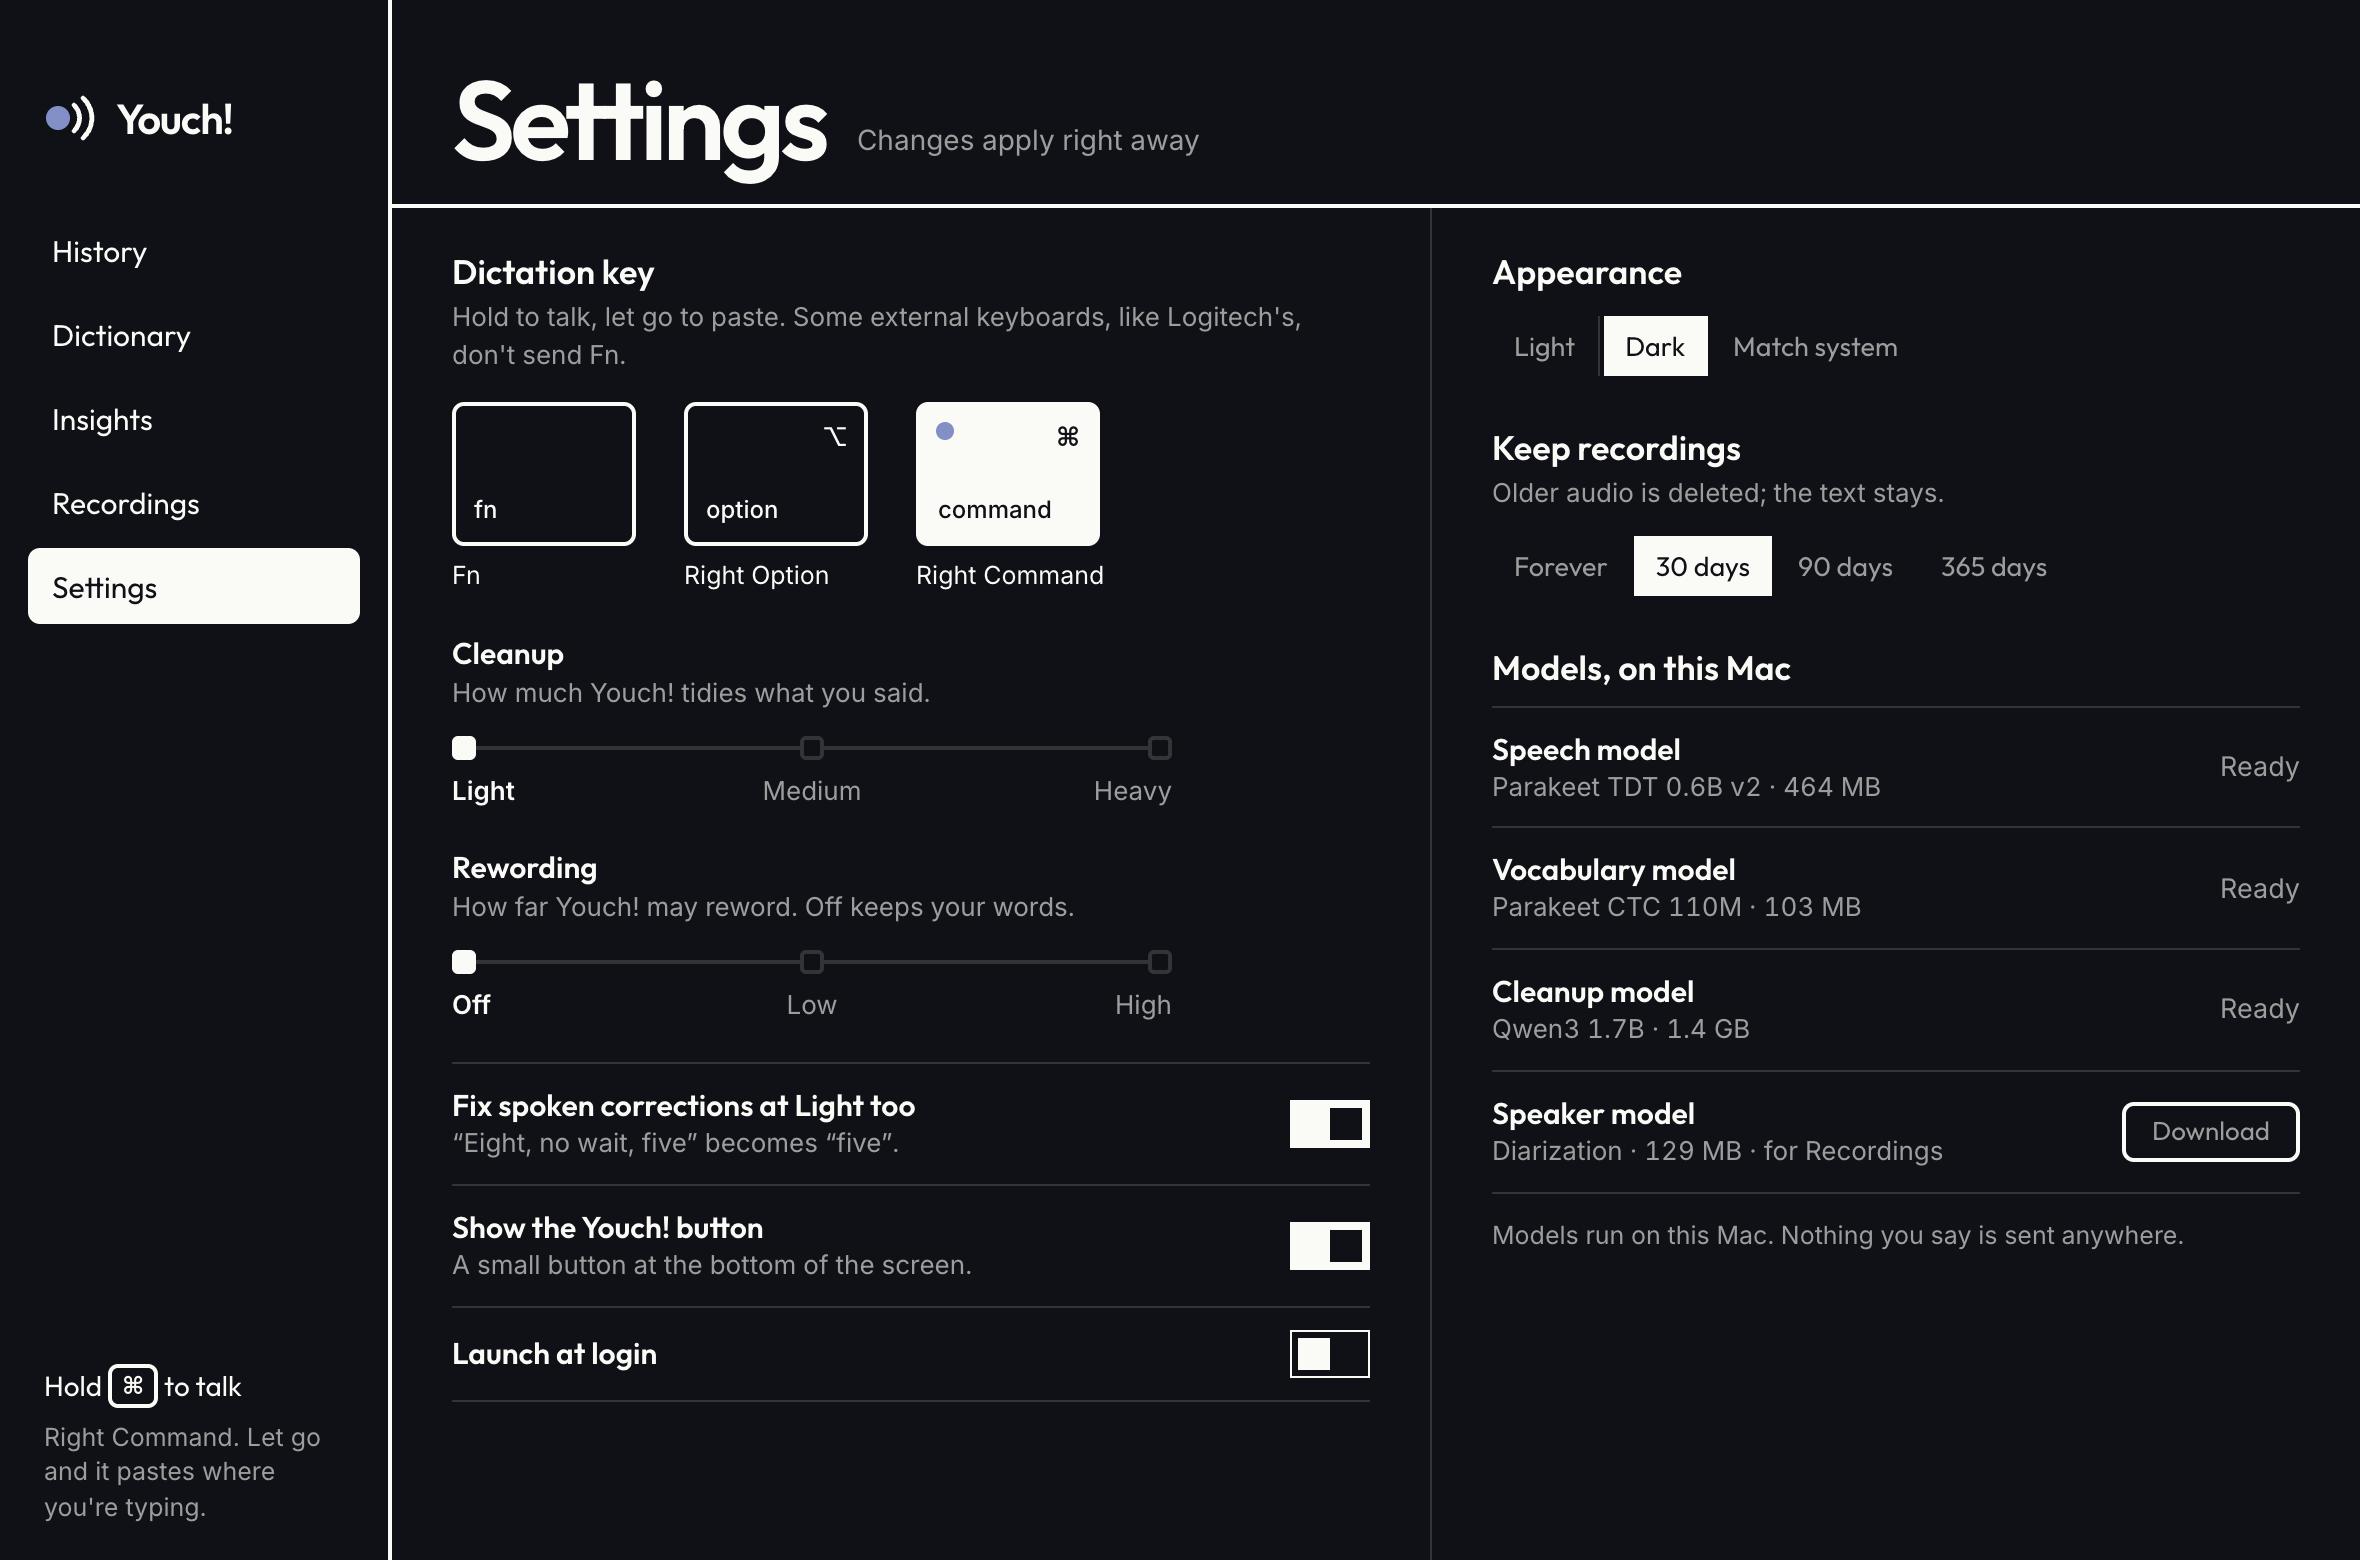 Youch!
History
Dictionary
Insights
Recordings
Settings
Hold ⌘ to talk
Right Command. Let go
and it pastes where
you're typing.
Settings
Changes apply right away
Dictation key
Hold to talk, let go to paste. Some external keyboards, like Logitech's,
don't send Fn.
fn
⌥
option
⌘
command
Fn
Right Option
Right Command
Cleanup
How much Youch! tidies what you said.
Light Medium Heavy
Rewording
How far Youch! may reword. Off keeps your words.
Off Low High
Fix spoken corrections at Light too
“Eight, no wait, five” becomes “five”.
Show the Youch! button
A small button at the bottom of the screen.
Launch at login
Appearance
Light Dark Match system
Keep recordings
Older audio is deleted; the text stays.
Forever 30 days 90 days 365 days
Models, on this Mac
Speech model
Parakeet TDT 0.6B v2 · 464 MB
Ready
Vocabulary model
Parakeet CTC 110M · 103 MB
Ready
Cleanup model
Qwen3 1.7B · 1.4 GB
Ready
Speaker model
Diarization · 129 MB · for Recordings
Download
Models run on this Mac. Nothing you say is sent anywhere.